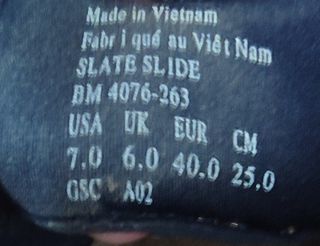 Made in Vietnam
Fabriqué au Viêt Nam
SLATE SLIDE
BM 4076-263
USA UK EUR CM
7.0 6.0 40.0 25.0
GSC A02